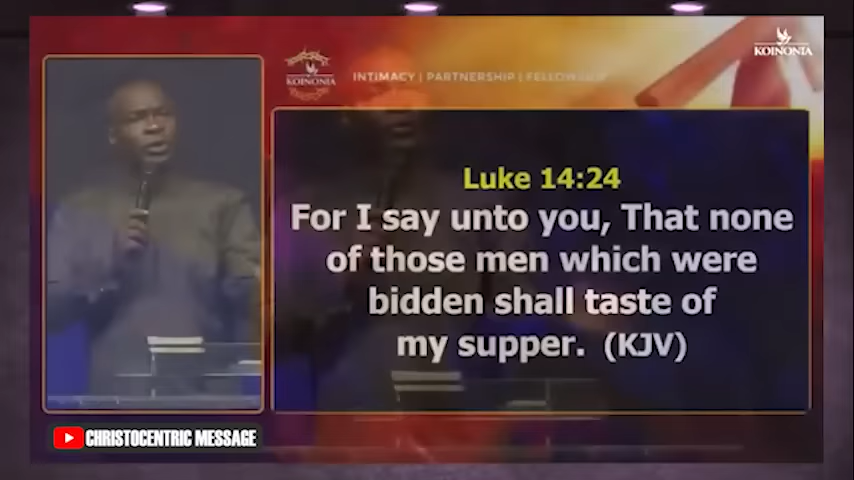 KOINONIA
KOINONIA
INTIMACY | PARTNERSHIP | FELLOWSHIP
Luke 14:24
For I say unto you, That none
of those men which were
bidden shall taste of
my supper. (KJV)
CHRISTOCENTRIC MESSAGE